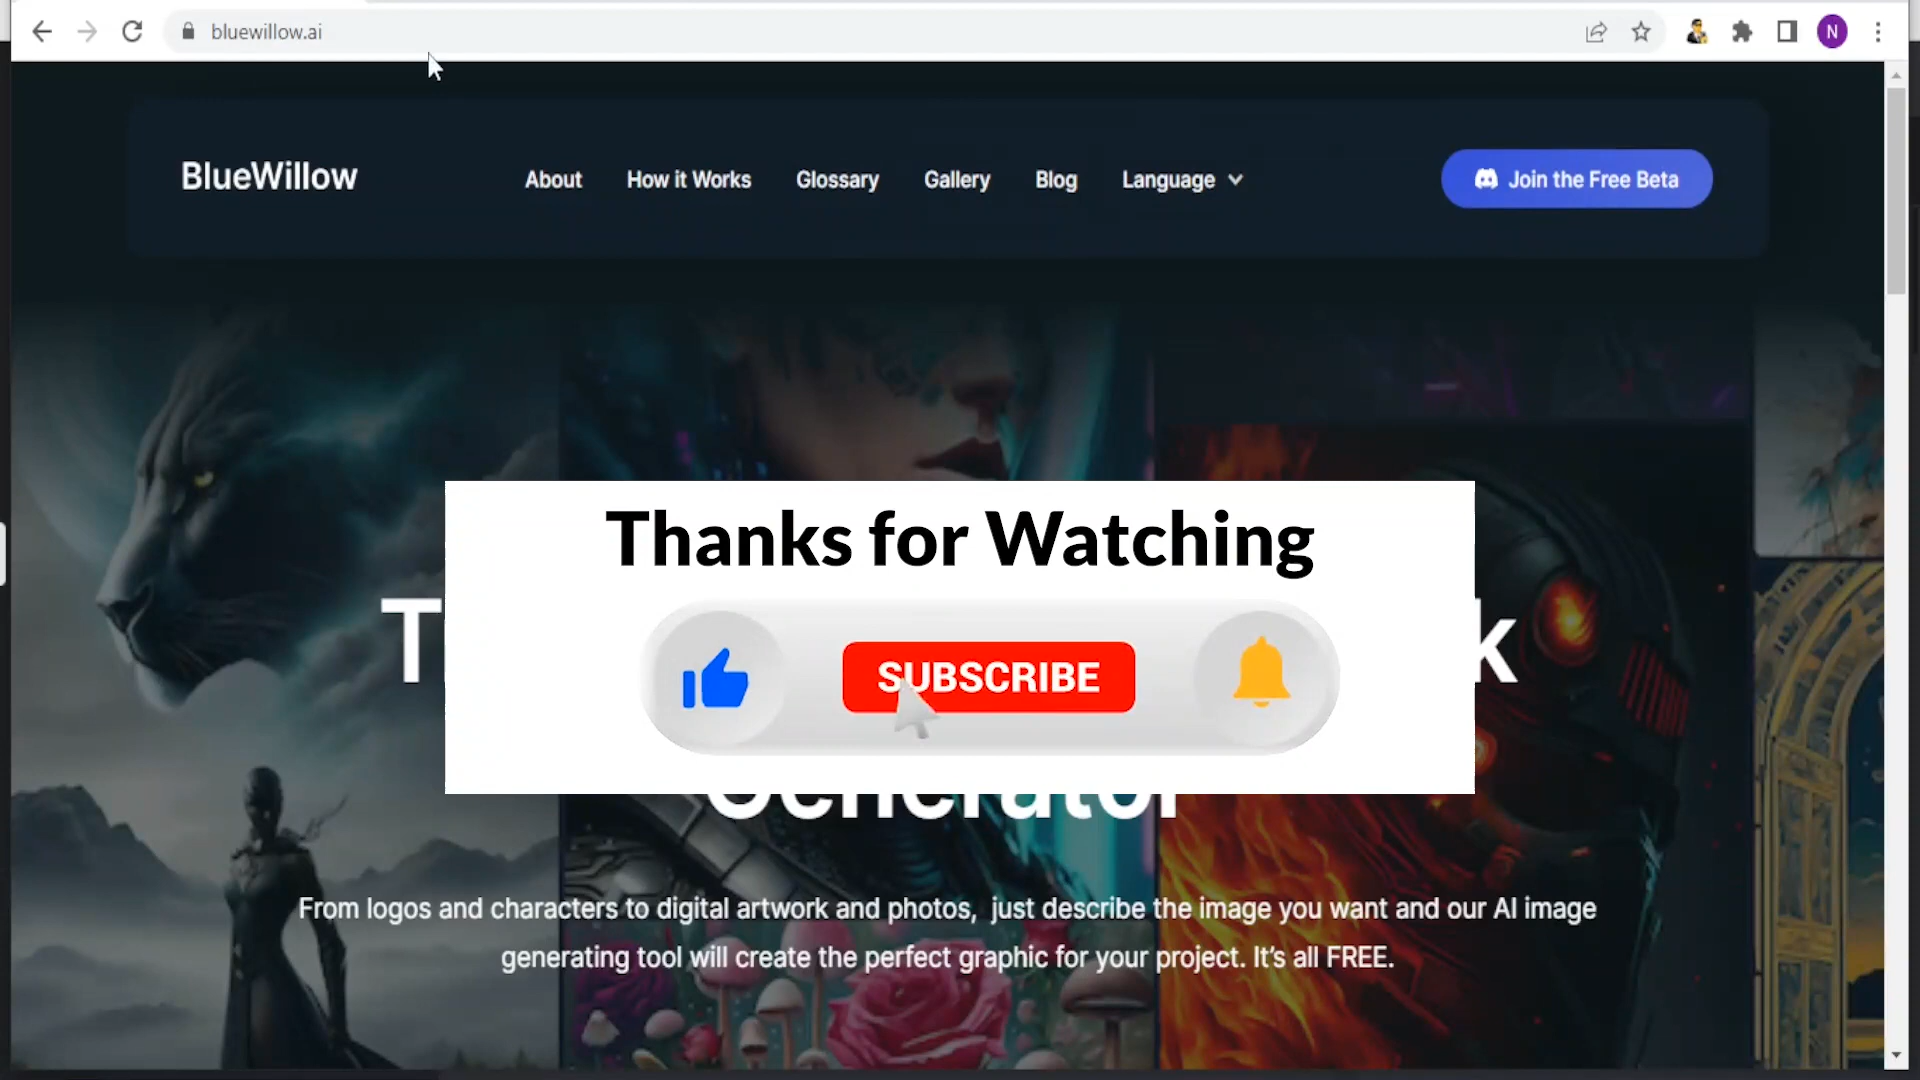 bluewillow.ai
N
BlueWillow
About
How it Works
Glossary
Gallery
Blog
Language
Join the Free Beta
Thanks for Watching
T
k
SUBSCRIBE
Generator
From logos and characters to digital artwork and photos, just describe the image you want and our AI image
generating tool will create the perfect graphic for your project. It's all FREE.